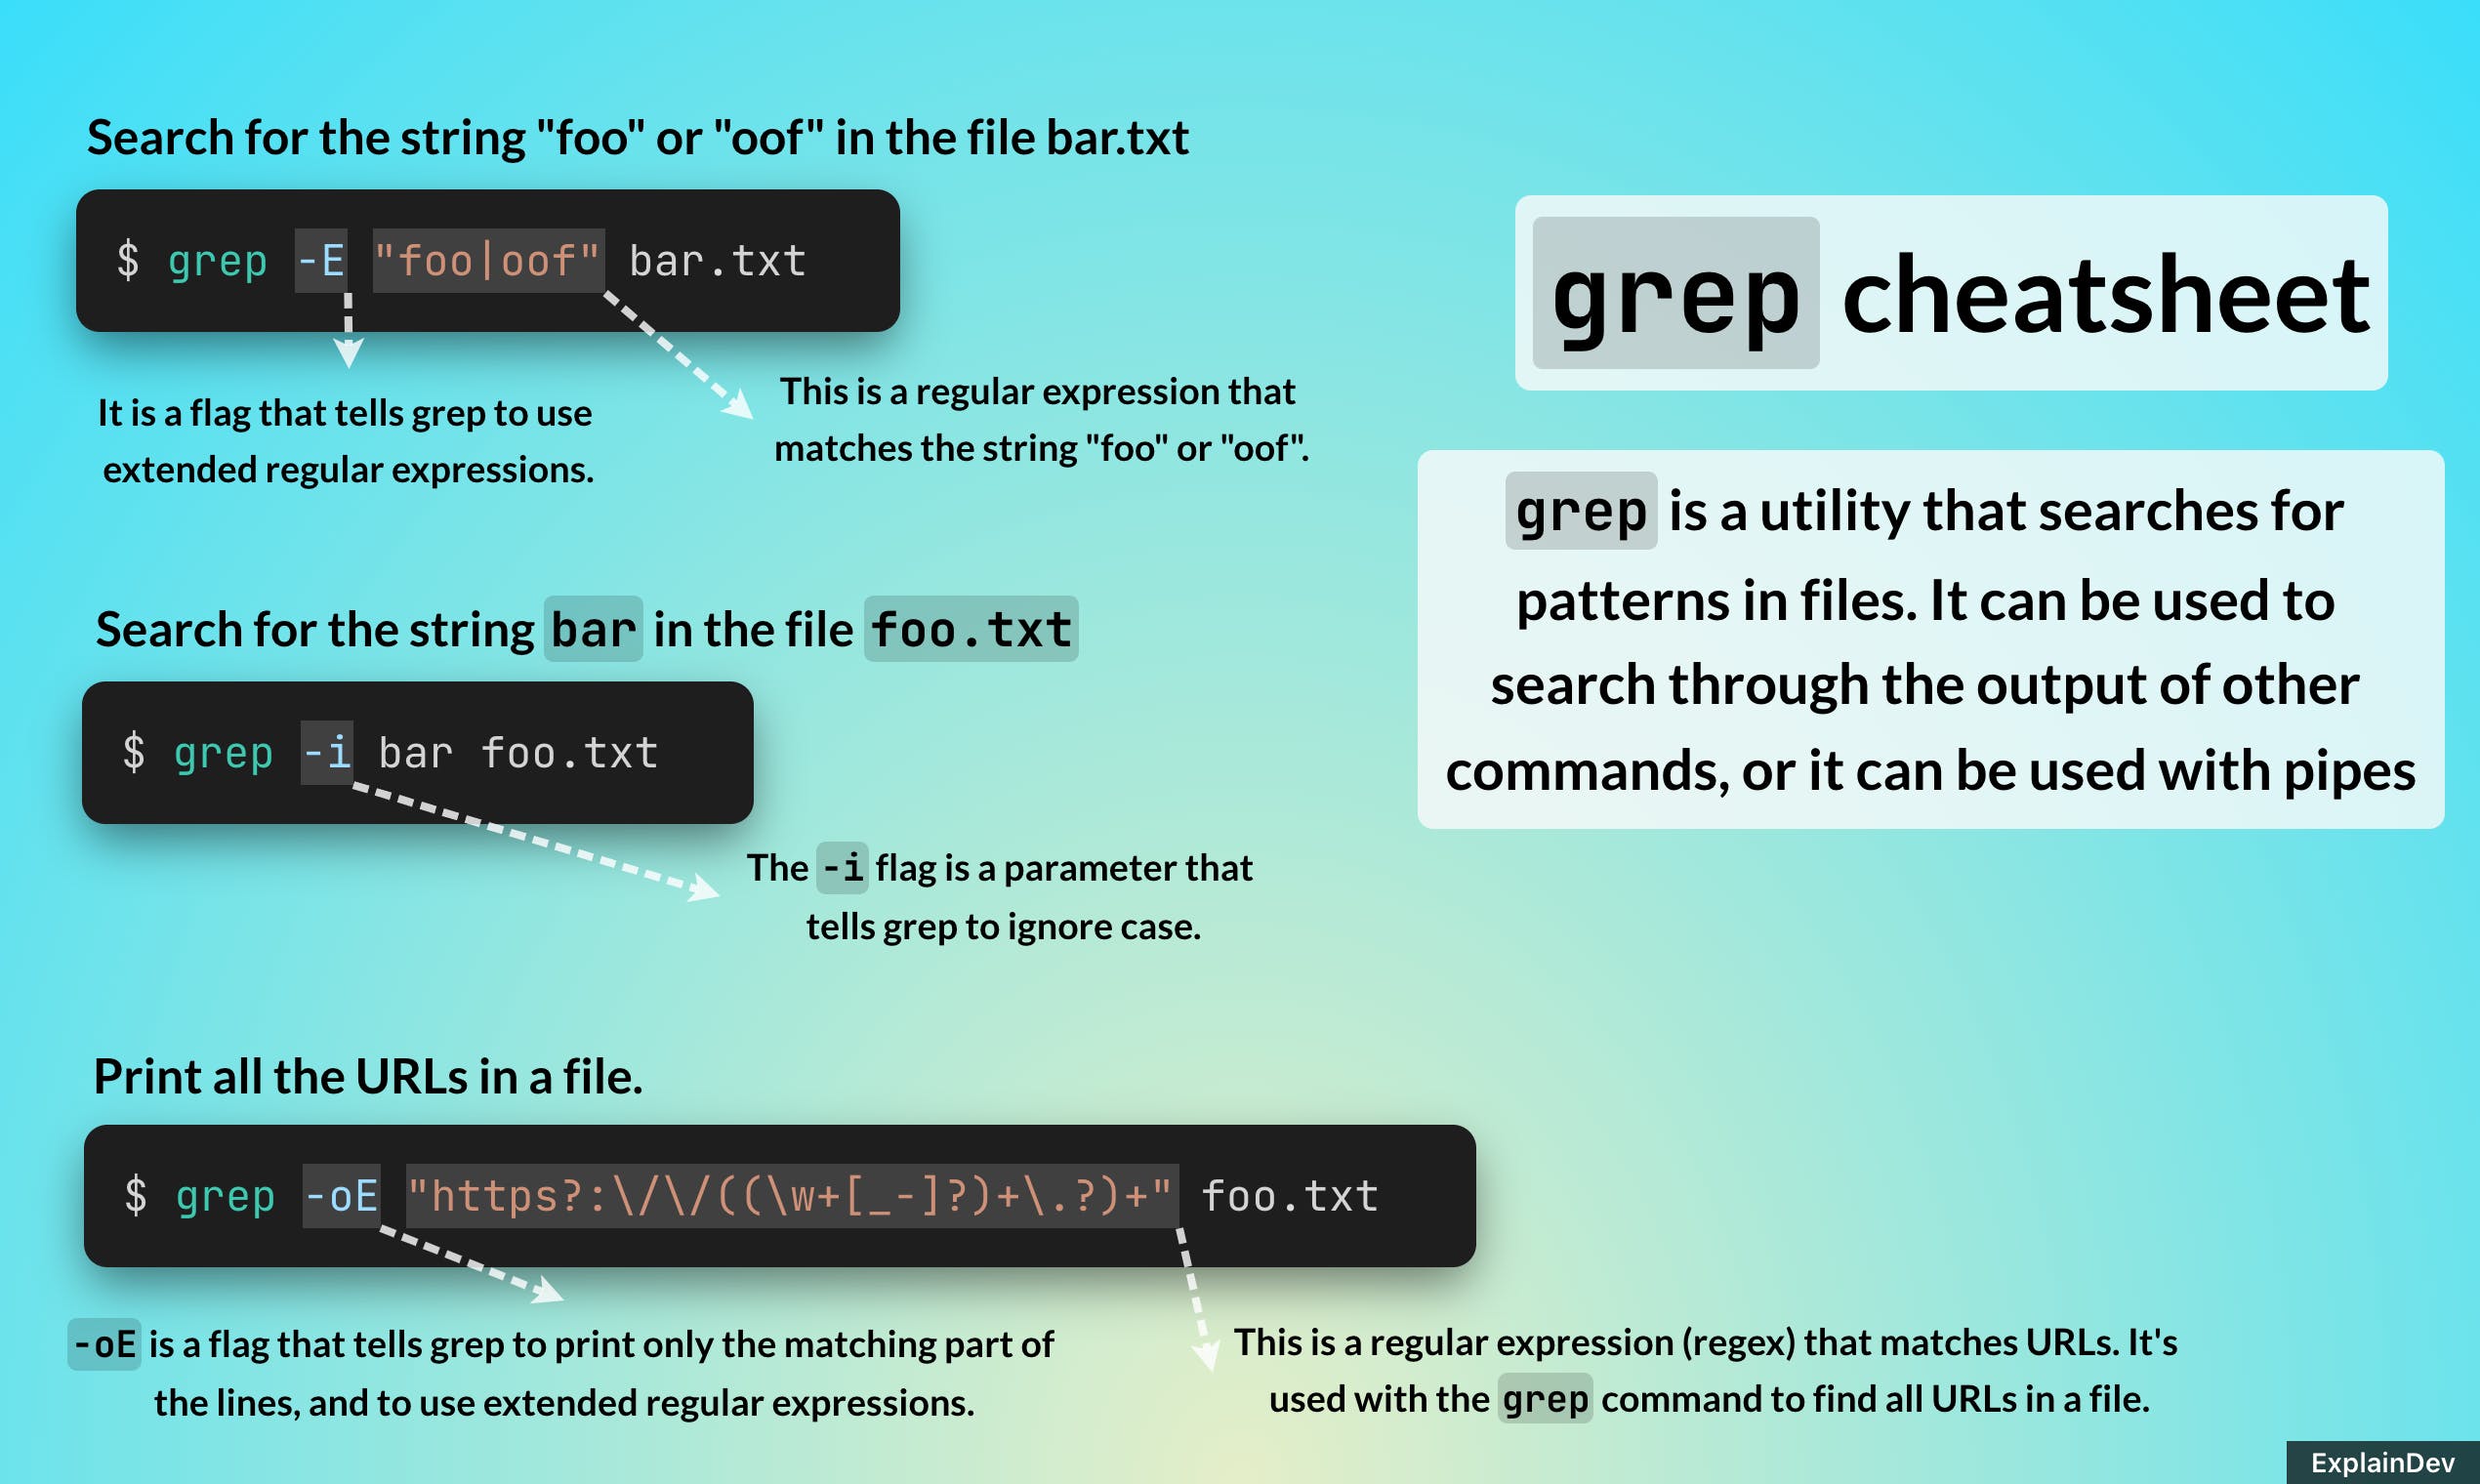 Search for the string "foo" or "oof" in the file bar.txt
$ grep -E "foo|oof" bar.txt
It is a flag that tells grep to use
extended regular expressions.
This is a regular expression that
matches the string "foo" or "oof".
Search for the string bar in the file foo.txt
$ grep -i bar foo.txt
The -i flag is a parameter that
tells grep to ignore case.
Print all the URLs in a file.
$ grep -oE "https?:\/\/((\w+[_-]?)+\.?)+" foo.txt
-oE is a flag that tells grep to print only the matching part of
the lines, and to use extended regular expressions.
This is a regular expression (regex) that matches URLs. It's
used with the grep command to find all URLs in a file.
grep cheatsheet
grep is a utility that searches for
patterns in files. It can be used to
search through the output of other
commands, or it can be used with pipes
ExplainDev